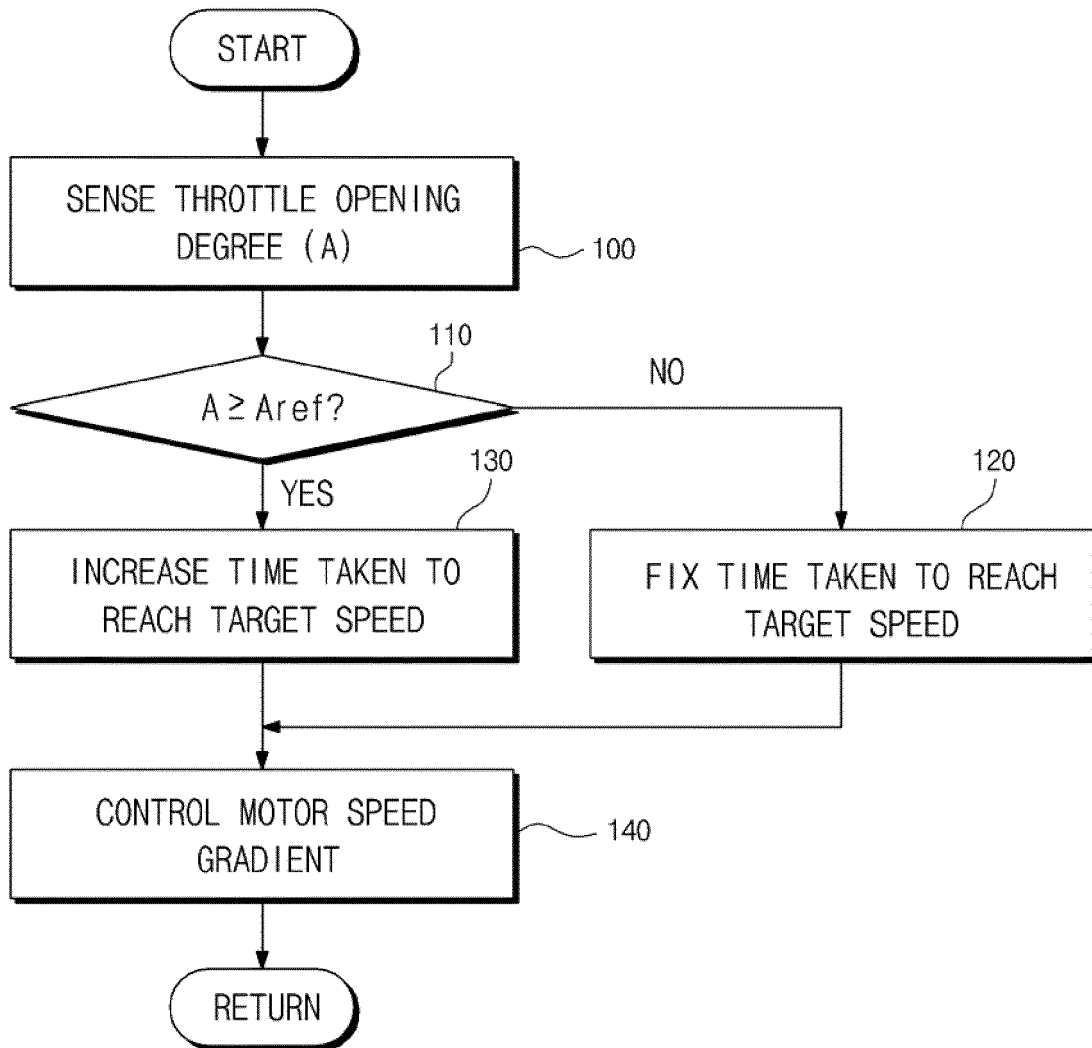 START
SENSE THROTTLE OPENING
DEGREE (A)
100
110
A ≥ Aref?
NO
YES
130
120
INCREASE TIME TAKEN TO
REACH TARGET SPEED
FIX TIME TAKEN TO REACH
TARGET SPEED
CONTROL MOTOR SPEED
GRADIENT
140
RETURN